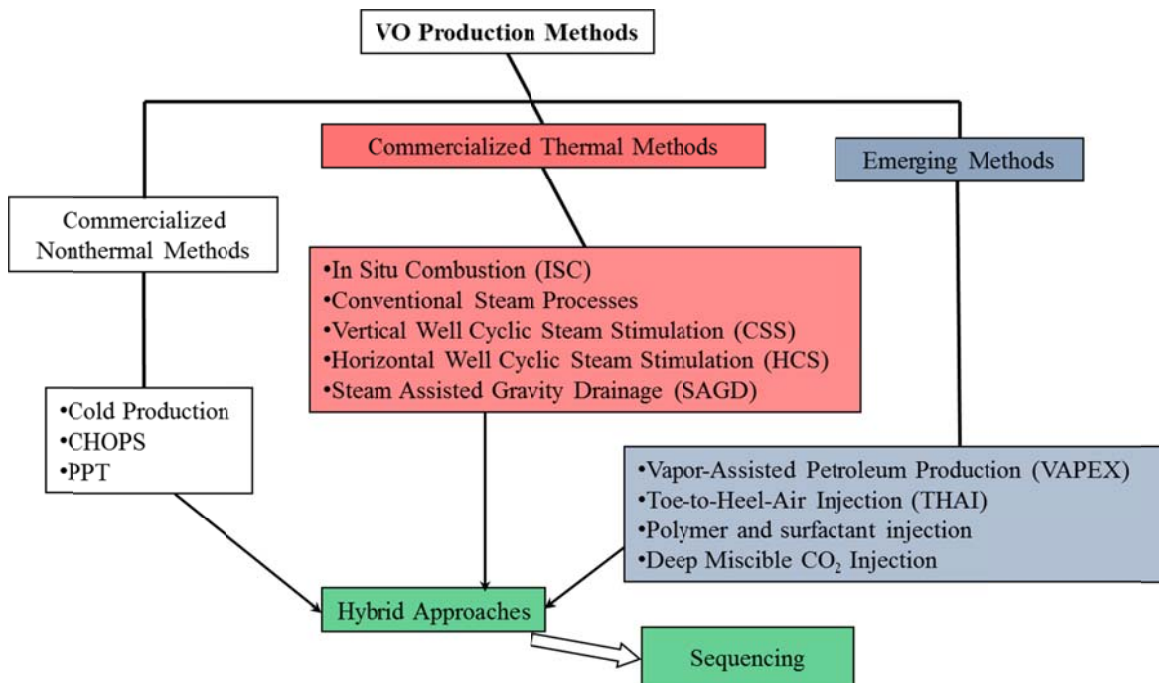 VO Production Methods
Commercialized Thermal Methods
Emerging Methods
Commercialized
Nonthermal Methods
•In Situ Combustion (ISC)
•Conventional Steam Processes
•Vertical Well Cyclic Steam Stimulation (CSS)
•Horizontal Well Cyclic Steam Stimulation (HCS)
•Steam Assisted Gravity Drainage (SAGD)
•Cold Production
•CHOPS
•PPT
•Vapor-Assisted Petroleum Production (VAPEX)
•Toe-to-Heel-Air Injection (THAI)
•Polymer and surfactant injection
•Deep Miscible CO₂ Injection
Hybrid Approaches
Sequencing